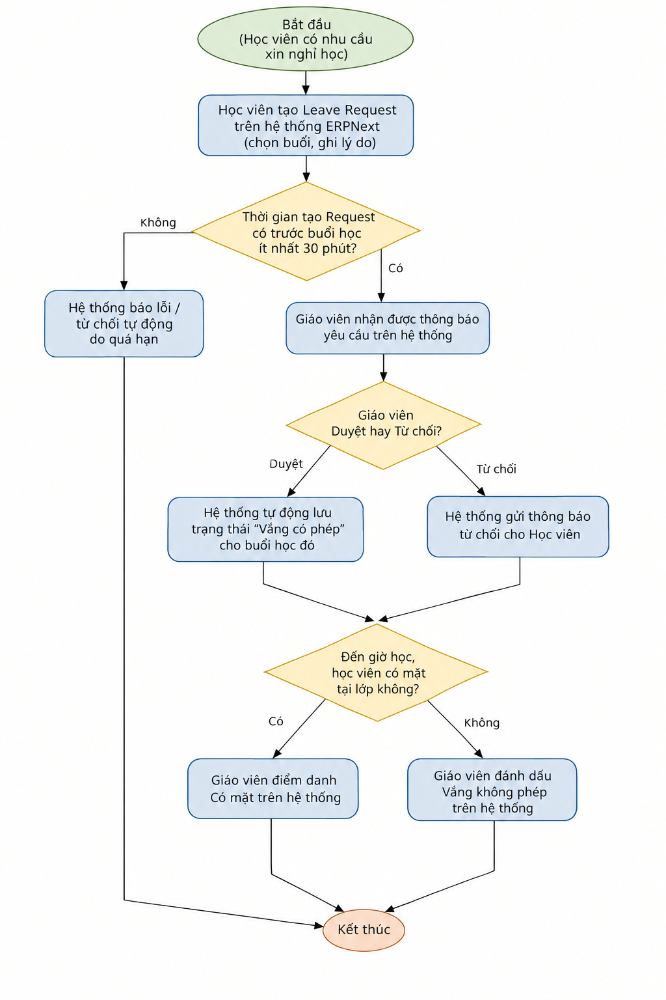 Bắt đầu
(Học viên có nhu cầu
xin nghỉ học)
Học viên tạo Leave Request
trên hệ thống ERPNext
(chọn buổi, ghi lý do)
Thời gian tạo Request
có trước buổi học
ít nhất 30 phút?
Không
Có
Hệ thống báo lỗi /
từ chối tự động
do quá hạn
Giáo viên nhận được thông báo
yêu cầu trên hệ thống
Giáo viên
Duyệt hay Từ chối?
Duyệt
Từ chối
Hệ thống tự động lưu
trạng thái “Vắng có phép”
cho buổi học đó
Hệ thống gửi thông báo
từ chối cho Học viên
Đến giờ học,
học viên có mặt
tại lớp không?
Có
Không
Giáo viên điểm danh
Có mặt trên hệ thống
Giáo viên đánh dấu
Vắng không phép
trên hệ thống
Kết thúc